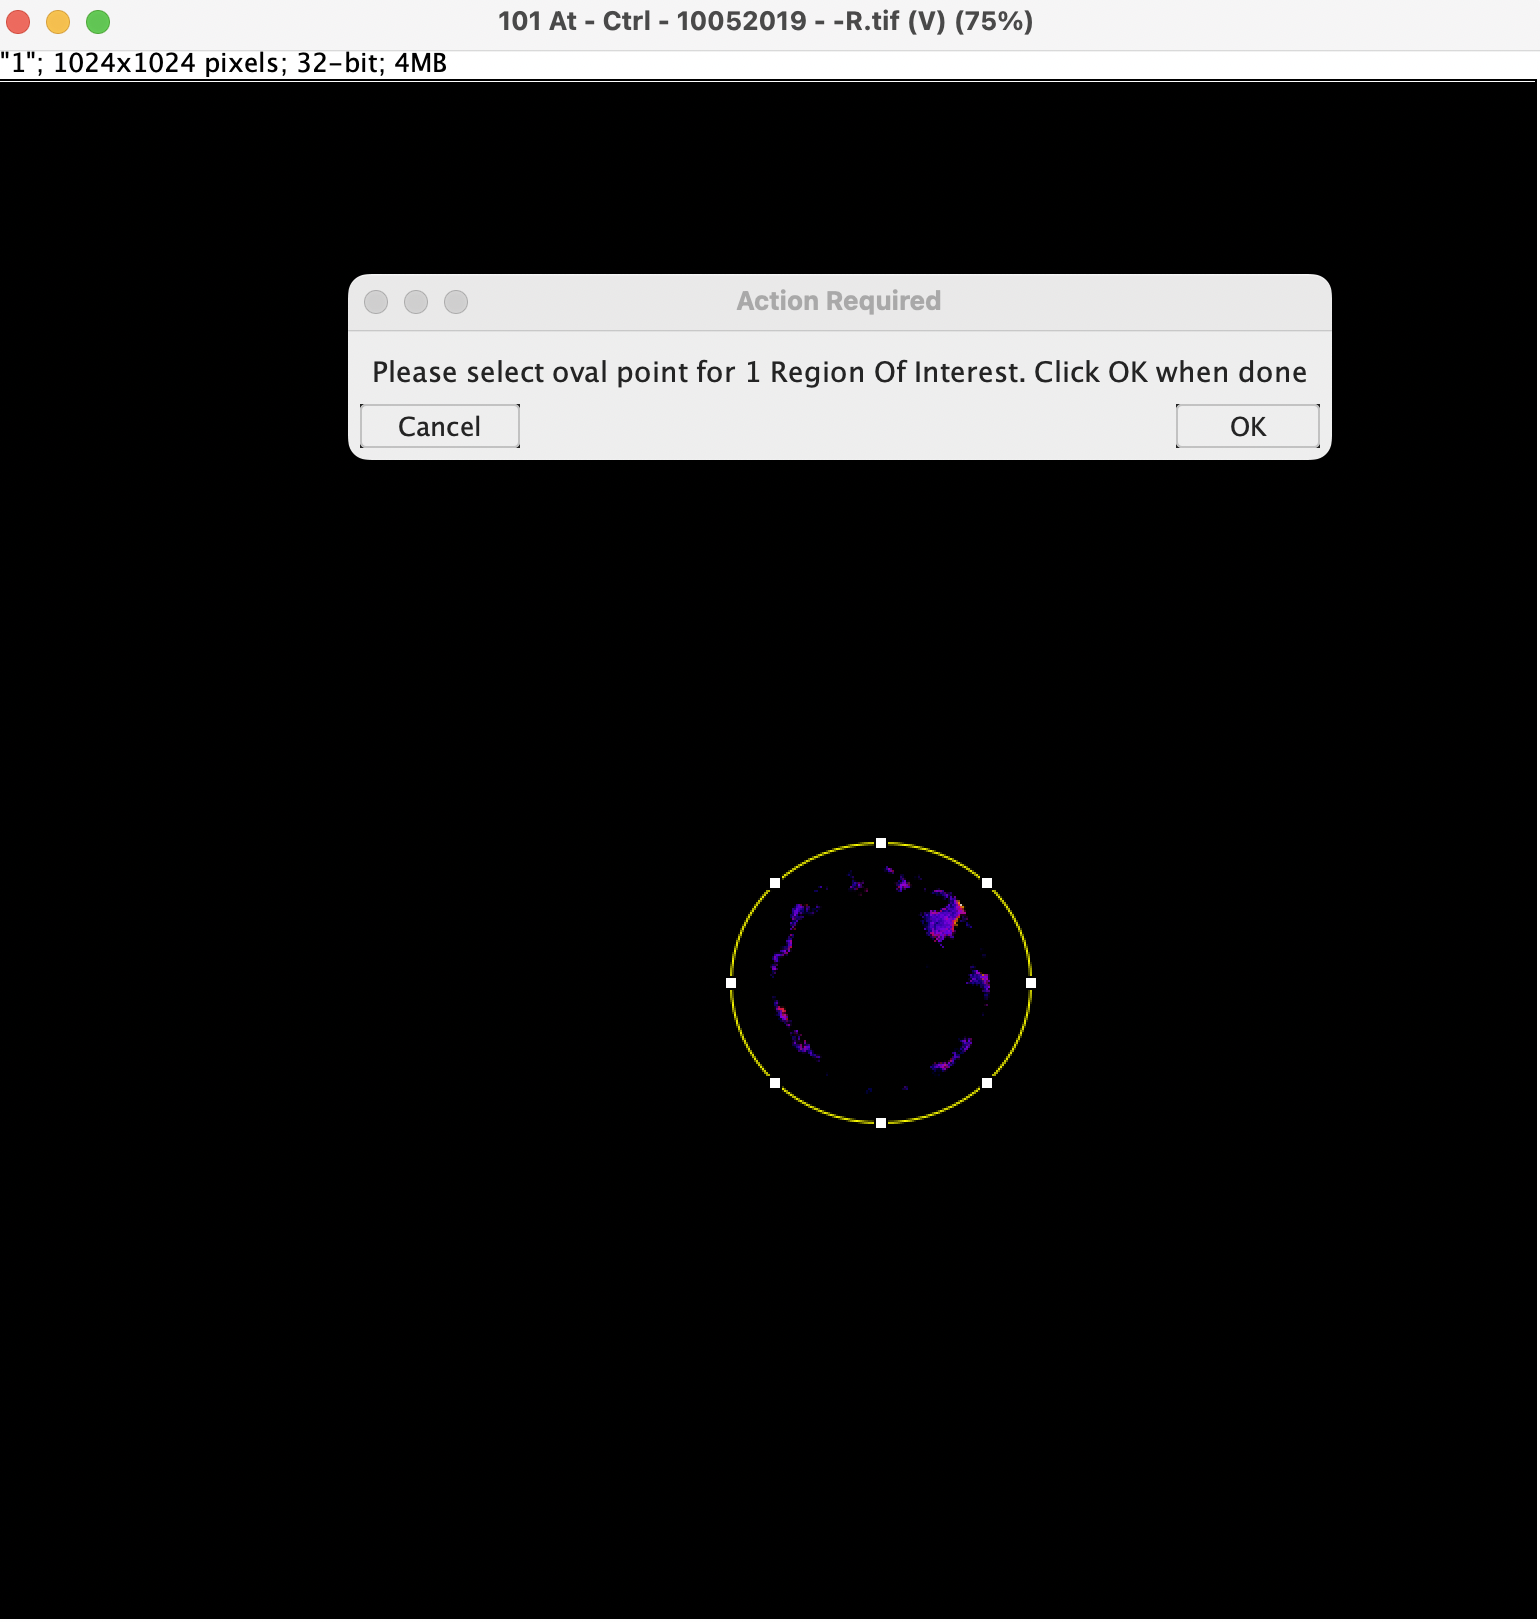 101 At - Ctrl - 10052019 - -R.tif (V) (75%)
"1"; 1024x1024 pixels; 32-bit; 4MB
Action Required
Please select oval point for 1 Region Of Interest. Click OK when done
Cancel
OK